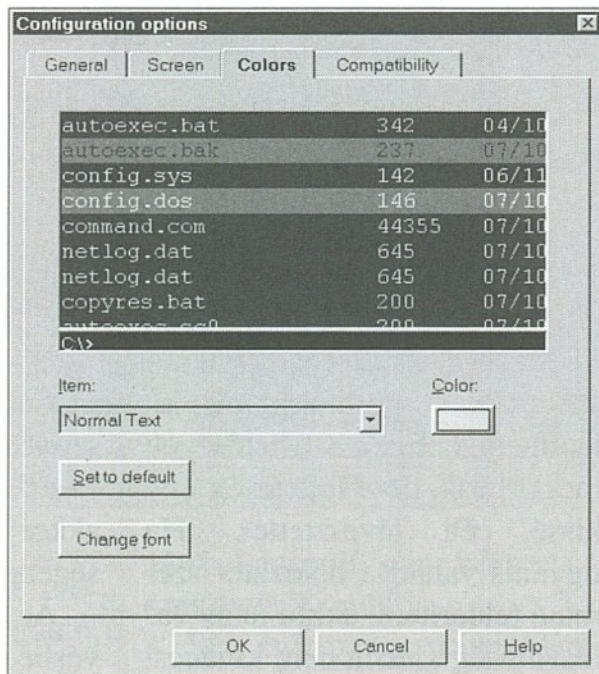 Configuration options
General Screen Colors Compatibility
autoexec.bat 342 04/10
autoexec.bak 237 07/10
config.sys 142 06/11
config.dos 146 07/10
command.com 44355 07/10
netlog.dat 645 07/10
netlog.dat 645 07/10
copyres.bat 200 07/10
C\>
Item: Color:
Normal Text
Set to default
Change font
OK Cancel Help